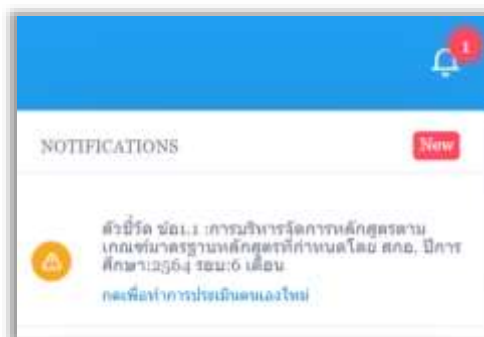 1
NOTIFICATIONS New
ตัวชี้วัด ข้อ1.1 :การบริหารจัดการหลักสูตรตาม
เกณฑ์มาตรฐานหลักสูตรที่กำหนดโดย สกอ. ปีการ
ศึกษา:2564 รอบ:6 เดือน
กดเพื่อทำการประเมินตนเองใหม่